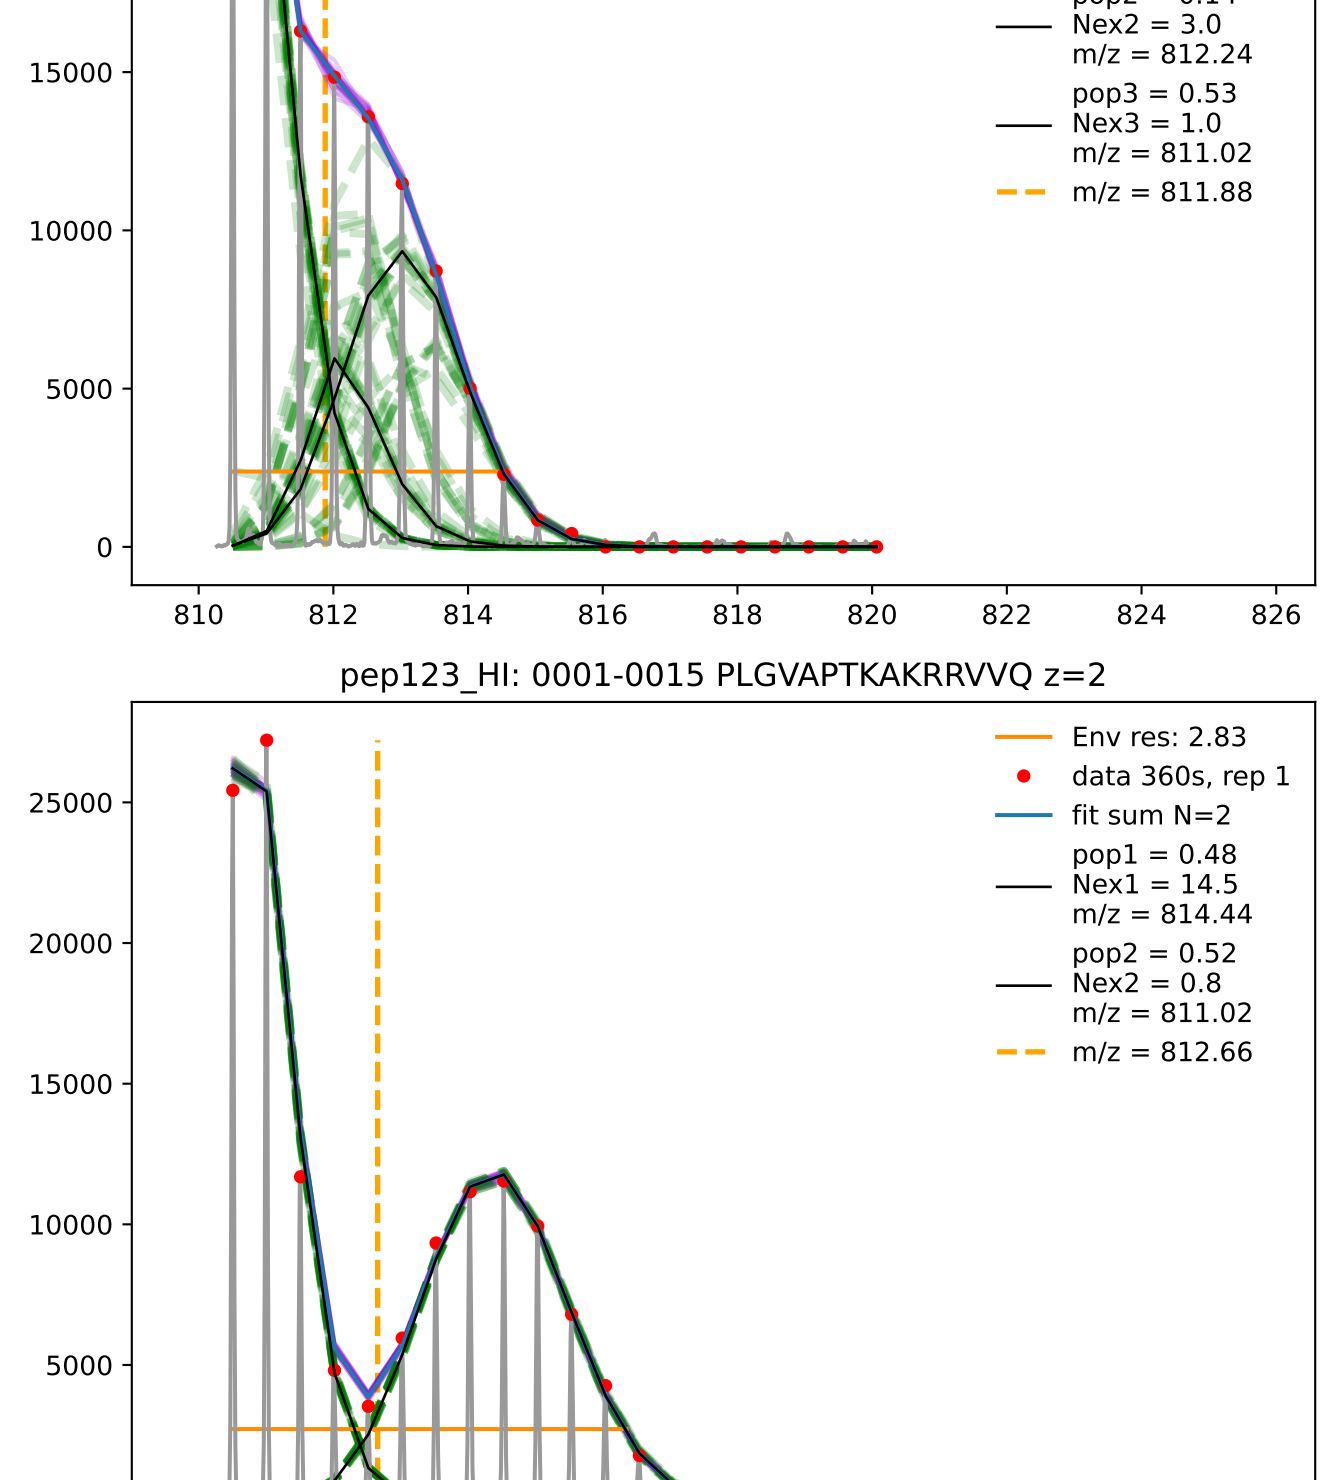 Nex2 = 3.0
m/z = 812.24
pop3 = 0.53
Nex3 = 1.0
m/z = 811.02
m/z = 811.88
15000
10000
5000
0
810 812 814 816 818 820 822 824 826
pep123_HI: 0001-0015 PLGVAPTKAKRRVVQ z=2
Env res: 2.83
data 360s, rep 1
fit sum N=2
pop1 = 0.48
Nex1 = 14.5
m/z = 814.44
pop2 = 0.52
Nex2 = 0.8
m/z = 811.02
m/z = 812.66
25000
20000
15000
10000
5000